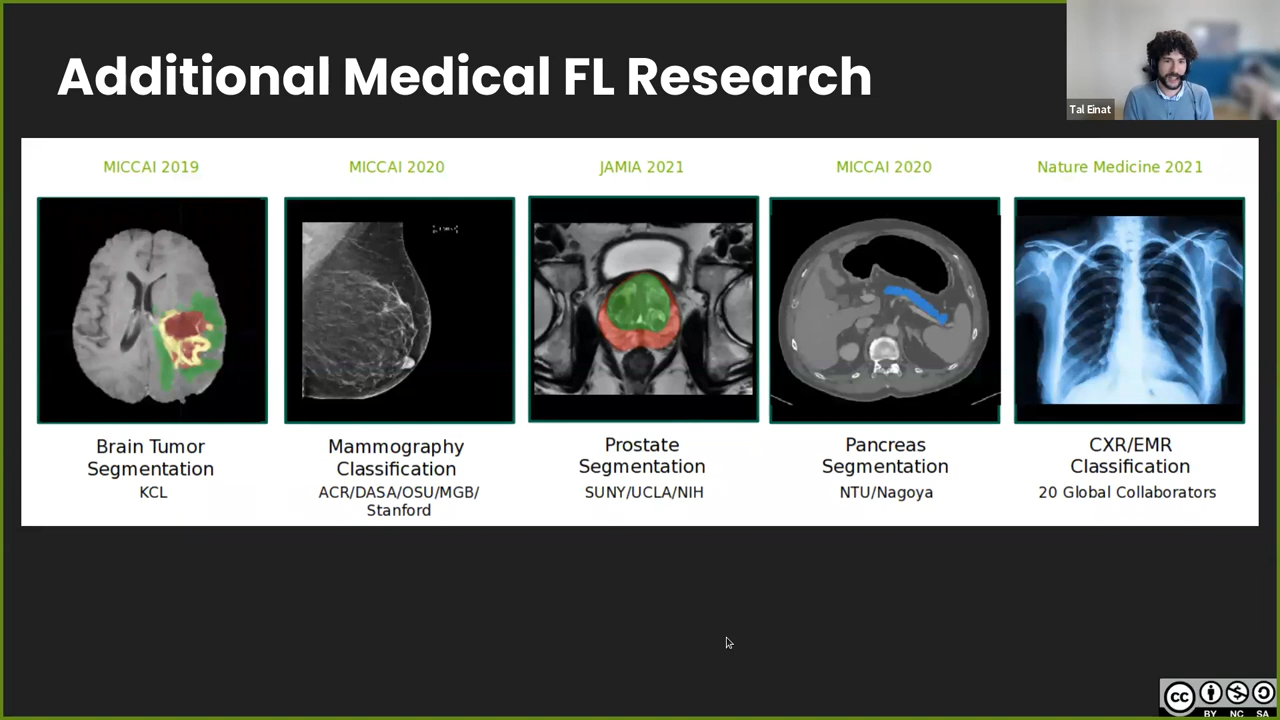 Additional Medical FL Research
Tal Einat
MICCAI 2019
MICCAI 2020
JAMIA 2021
MICCAI 2020
Nature Medicine 2021
Brain Tumor
Segmentation
KCL
Mammography
Classification
ACR/DASA/OSU/MGB/
Stanford
Prostate
Segmentation
SUNY/UCLA/NIH
Pancreas
Segmentation
NTU/Nagoya
CXR/EMR
Classification
20 Global Collaborators
CC
BY NC SA